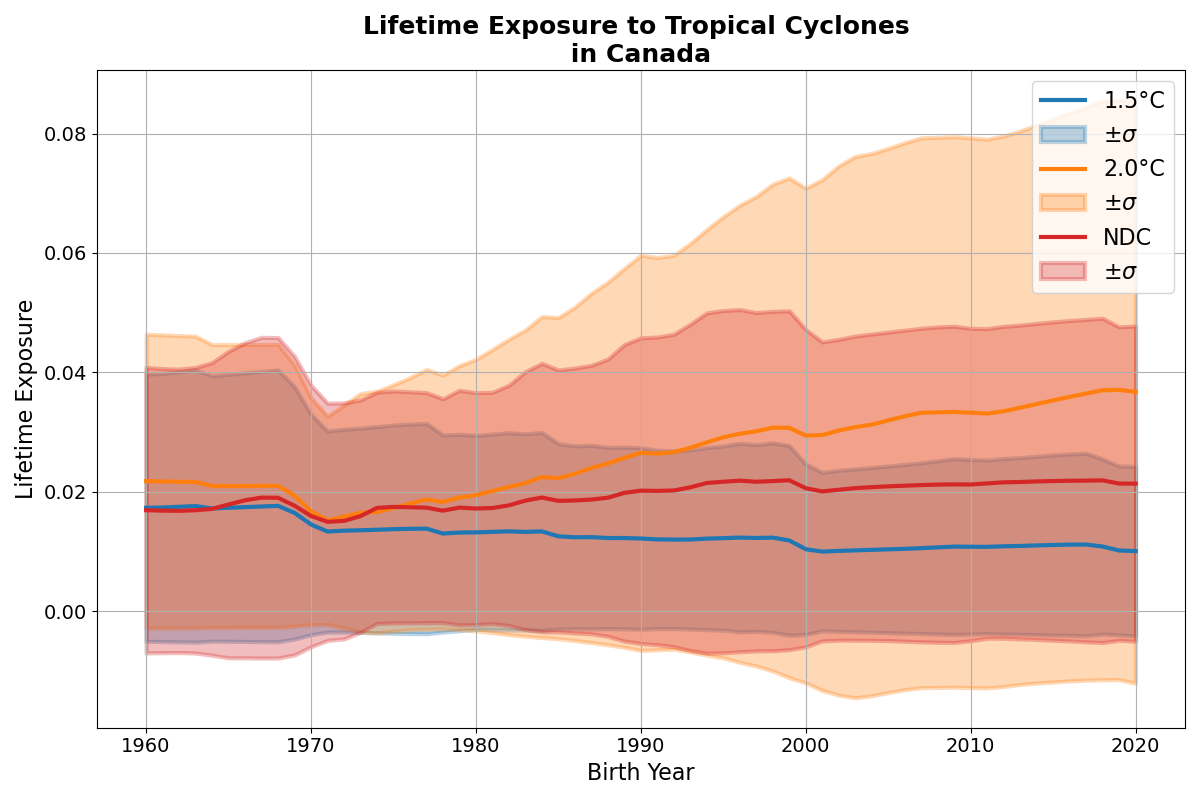 Lifetime Exposure to Tropical Cyclones
in Canada
1.5°C
±σ
2.0°C
±σ
NDC
±σ
Lifetime Exposure
0.08
0.06
0.04
0.02
0.00
1960
1970
1980
1990
2000
2010
2020
Birth Year